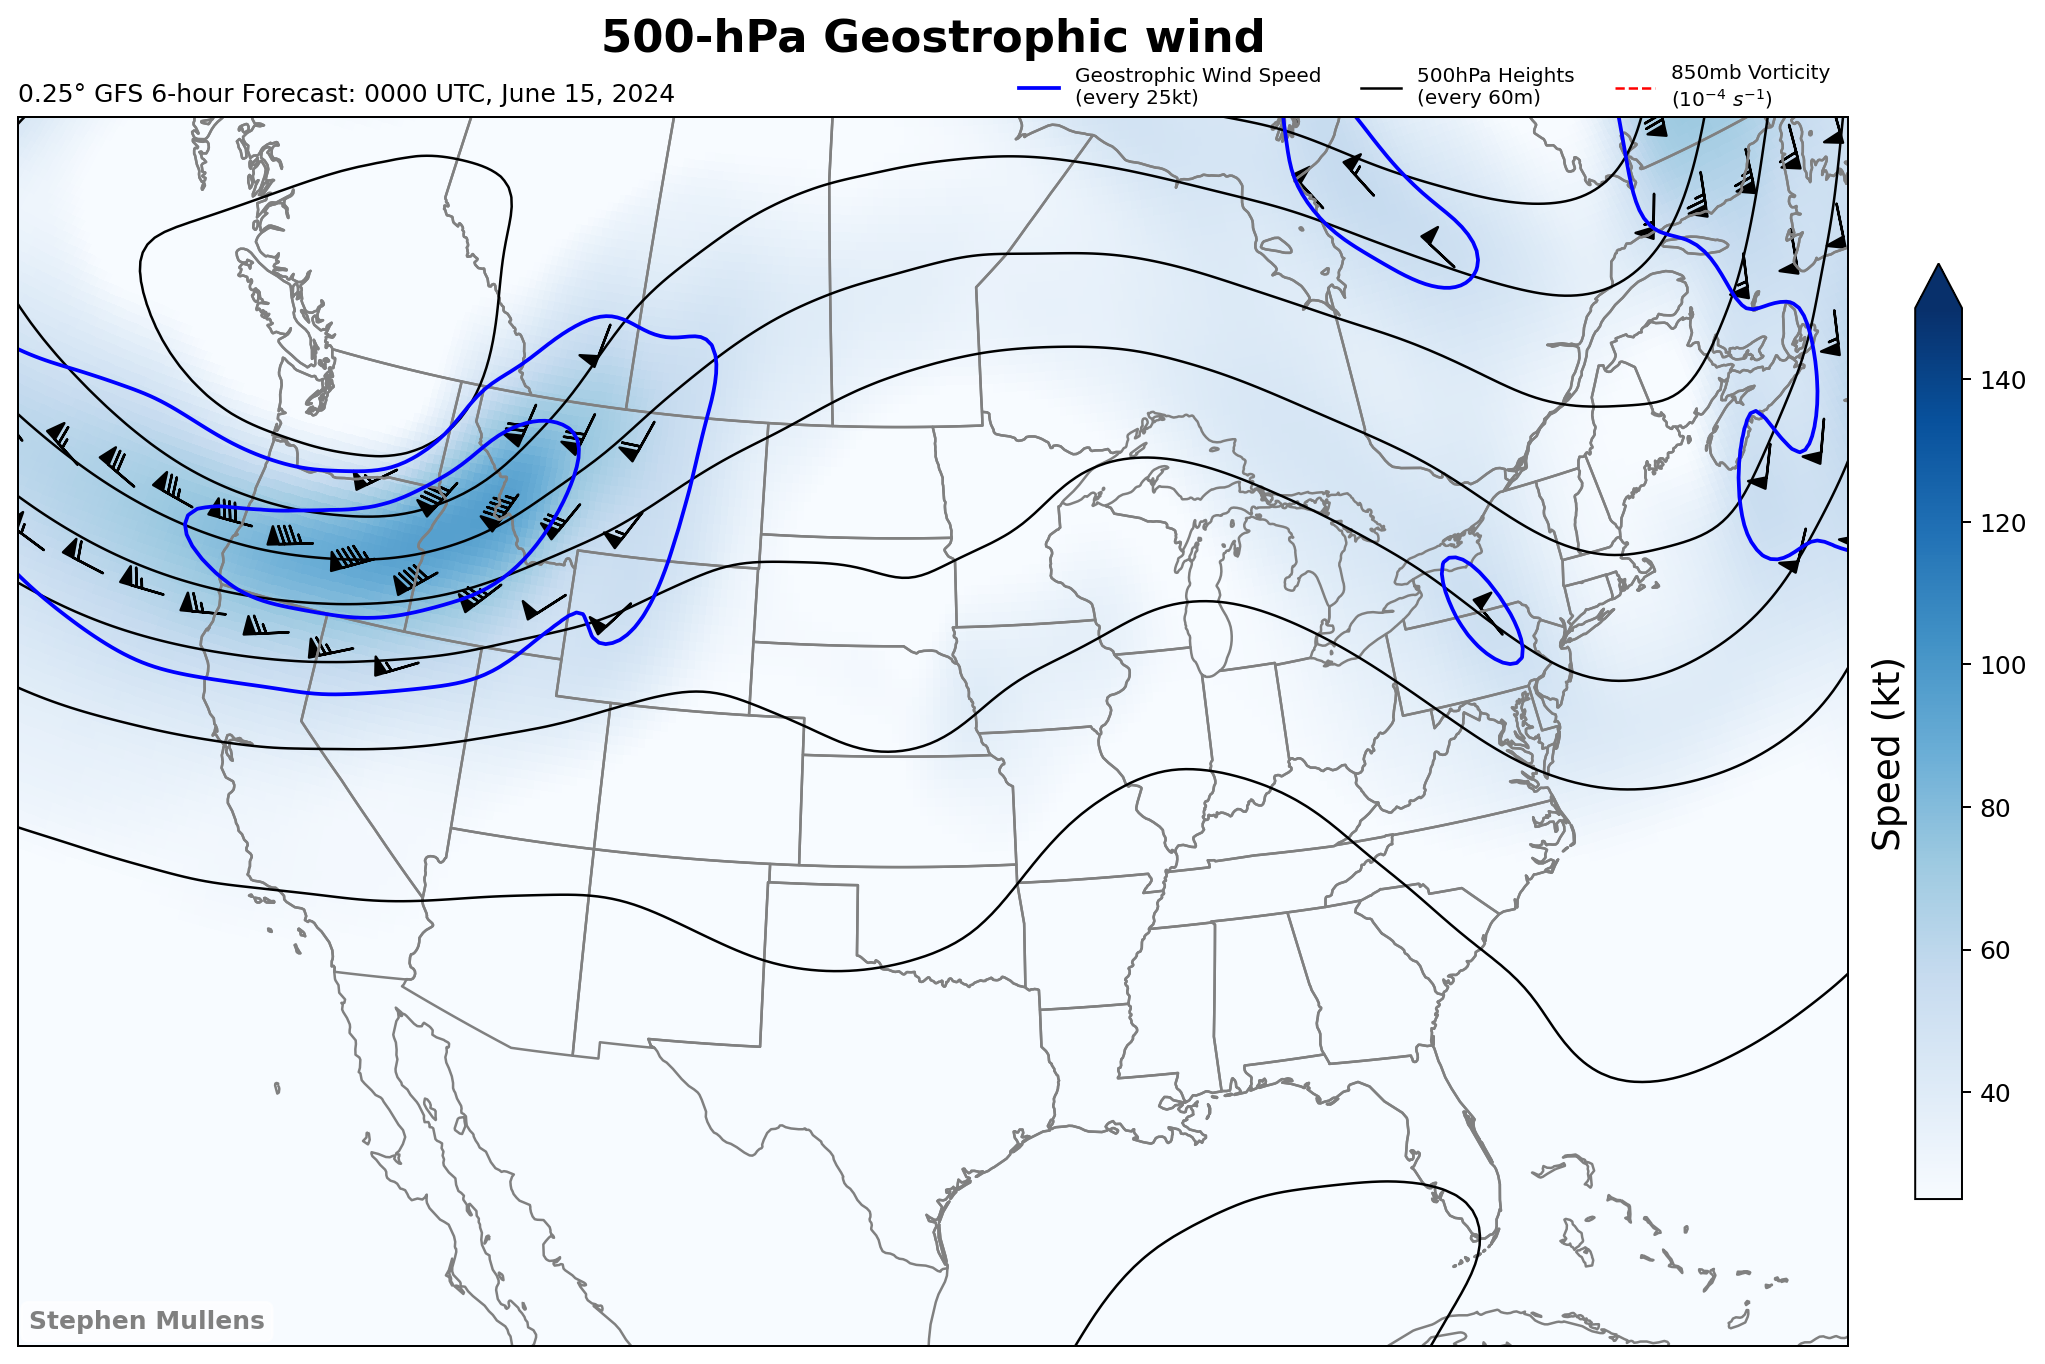 500-hPa Geostrophic wind
0.25° GFS 6-hour Forecast: 0000 UTC, June 15, 2024
Geostrophic Wind Speed
(every 25kt)
500hPa Heights
(every 60m)
850mb Vorticity
(10⁻⁴ s⁻¹)
140
120
100
80
60
40
Speed (kt)
Stephen Mullens